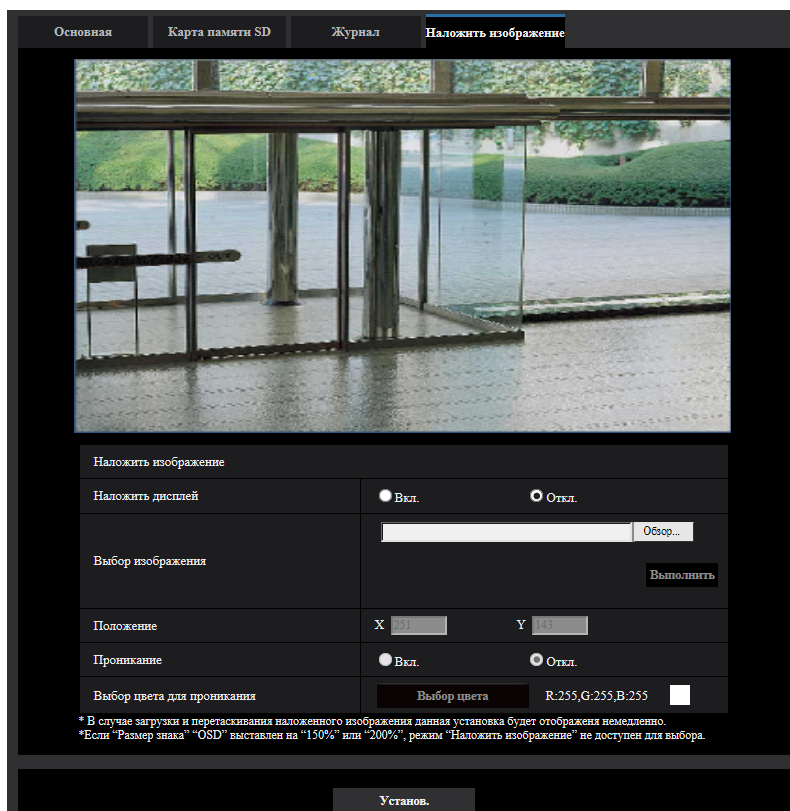 Основная Карта памяти SD Журнал Наложить изображение
Наложить изображение
Наложить дисплей Вкл. Откл.
Выбор изображения Обзор...
Выполнить
Положение X 251 Y 143
Проникание Вкл. Откл.
Выбор цвета для проникания Выбор цвета R:255,G:255,B:255
* В случае загрузки и перетаскивания наложенного изображения данная установка будет отображеня немедленно.
*Если “Размер знака” “OSD” выставлен на “150%” или “200%”, режим “Наложить изображение” не доступен для выбора.
Установ.